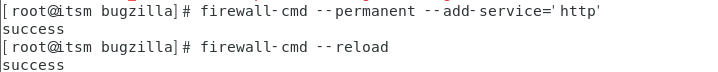 [root@itsm bugzilla]# firewall-cmd --permanent --add-service='http'
success
[root@itsm bugzilla]# firewall-cmd --reload
success